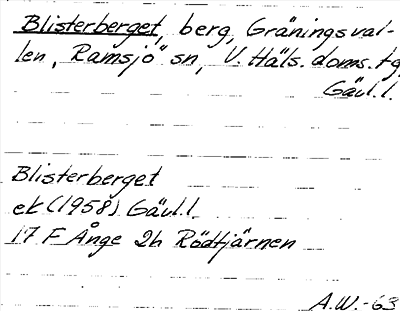 Blisterberget, berg, Gråningsval-
len, Ramsjö sn, V. Häls. doms.tg,
Gävl.l.
Blisterberget
ek (1958) Gävl.l.
17 F Ånge 2h Rödtjärnen
A.W.-63